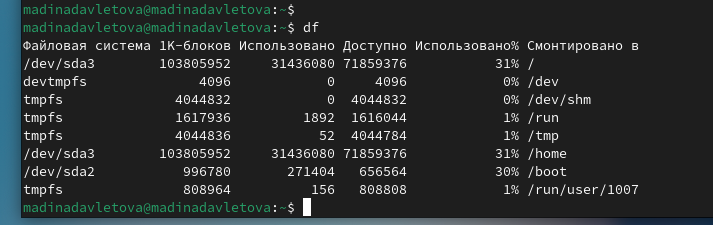 madinadavletova@madinadavletova:~$
madinadavletova@madinadavletova:~$ df
Файловая система 1K-блоков Использовано Доступно Использовано% Смонтировано в
/dev/sda3 103805952 31436080 71859376 31% /
devtmpfs 4096 0 4096 0% /dev
tmpfs 4044832 0 4044832 0% /dev/shm
tmpfs 1617936 1892 1616044 1% /run
tmpfs 4044836 52 4044784 1% /tmp
/dev/sda3 103805952 31436080 71859376 31% /home
/dev/sda2 996780 271404 656564 30% /boot
tmpfs 808964 156 808808 1% /run/user/1007
madinadavletova@madinadavletova:~$